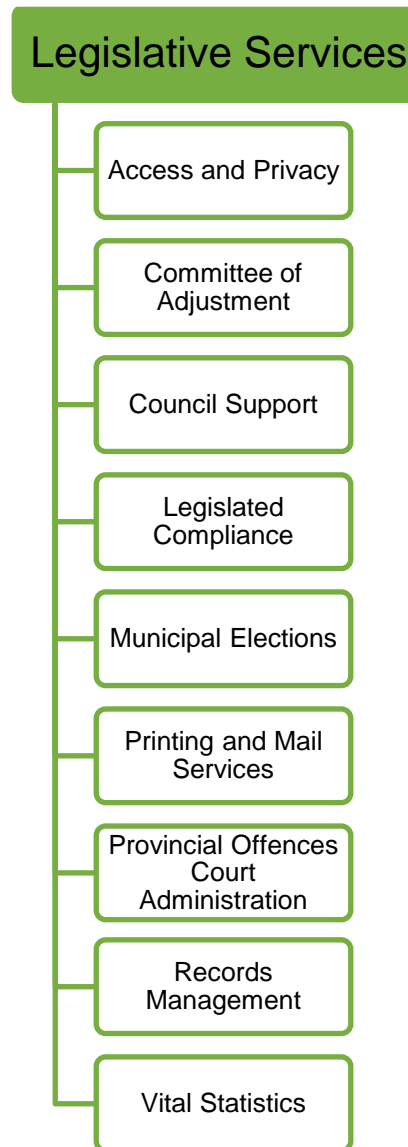 Legislative Services
Access and Privacy
Committee of
Adjustment
Council Support
Legislated
Compliance
Municipal Elections
Printing and Mail
Services
Provincial Offences
Court
Administration
Records
Management
Vital Statistics